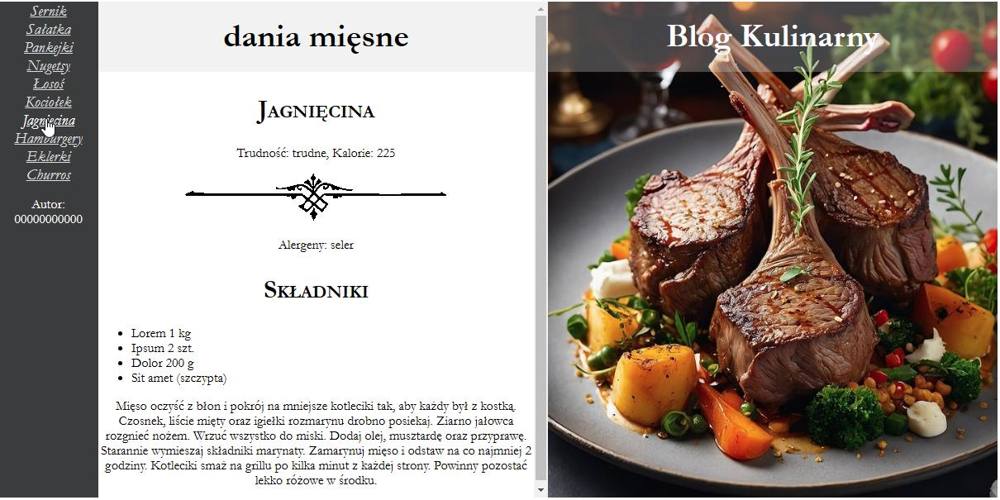 Sernik
Sałatka
Pankejki
Nugetsy
Łosoś
Kociołek
Jagnięcina
Hamburgery
Eklerki
Churros
Autor:
00000000000
dania mięsne
Jagnięcina
Trudność: trudne, Kalorie: 225
Alergeny: seler
Składniki
Lorem 1 kg
Ipsum 2 szt.
Dolor 200 g
Sit amet (szczypta)
Mięso oczyść z błon i pokrój na mniejsze kotleciki tak, aby każdy był z kostką.
Czosnek, liście mięty oraz igiełki rozmarynu drobno posiekaj. Ziarno jałowca
rozgnieć nożem. Wrzuć wszystko do miski. Dodaj olej, musztardę oraz przyprawę.
Starannie wymieszaj składniki marynaty. Zamarynuj mięso i odstaw na co najmniej 2
godziny. Kotleciki smaż na grillu po kilka minut z każdej strony. Powinny pozostać
lekko różowe w środku.
Blog Kulinarny